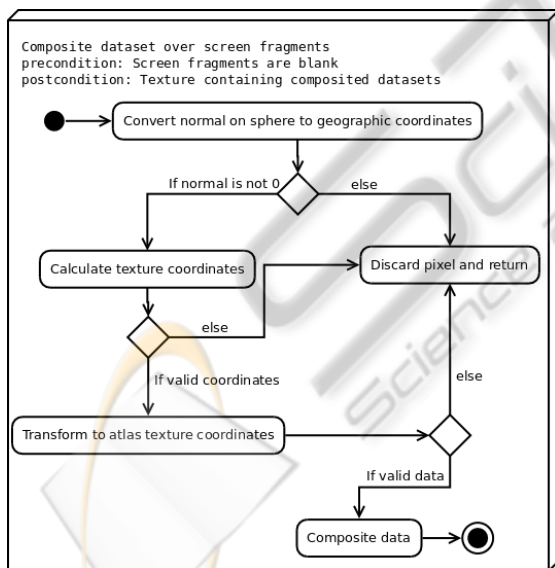 Composite dataset over screen fragments
precondition: Screen fragments are blank
postcondition: Texture containing composited datasets
Convert normal on sphere to geographic coordinates
If normal is not 0
else
Calculate texture coordinates
Discard pixel and return
else
If valid coordinates
else
Transform to atlas texture coordinates
If valid data
Composite data
Science